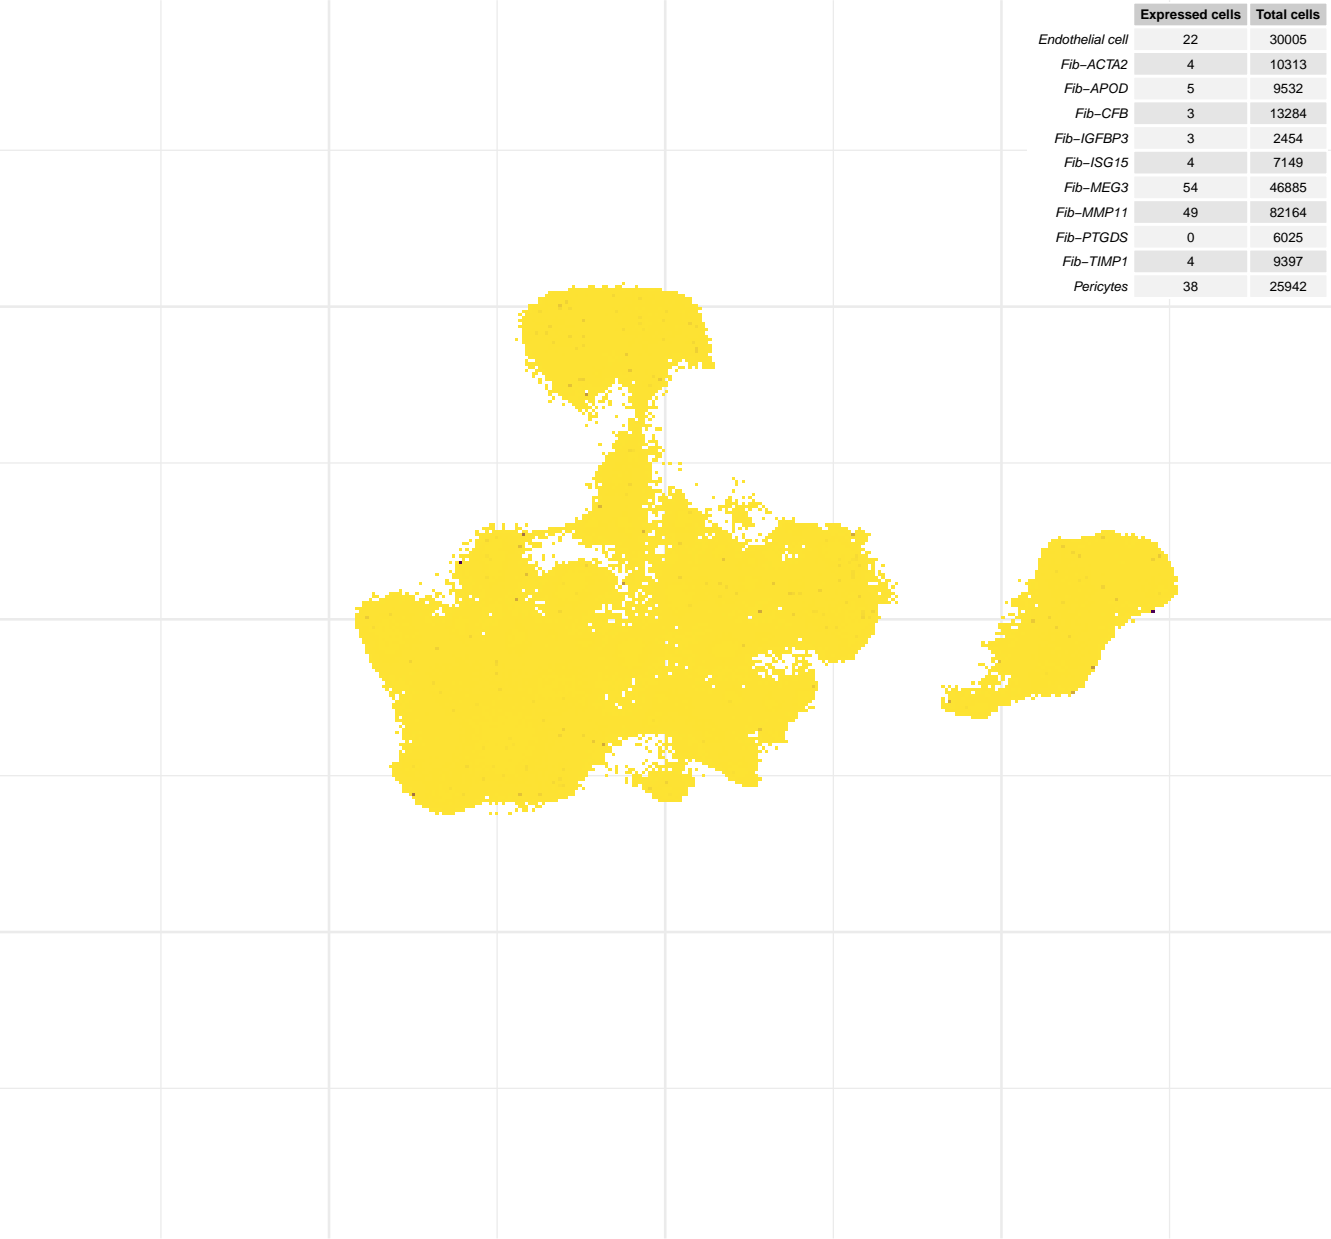 Expressed cells Total cells
Endothelial cell 22 30005
Fib−ACTA2 4 10313
Fib−APOD 5 9532
Fib−CFB 3 13284
Fib−IGFBP3 3 2454
Fib−ISG15 4 7149
Fib−MEG3 54 46885
Fib−MMP11 49 82164
Fib−PTGDS 0 6025
Fib−TIMP1 4 9397
Pericytes 38 25942